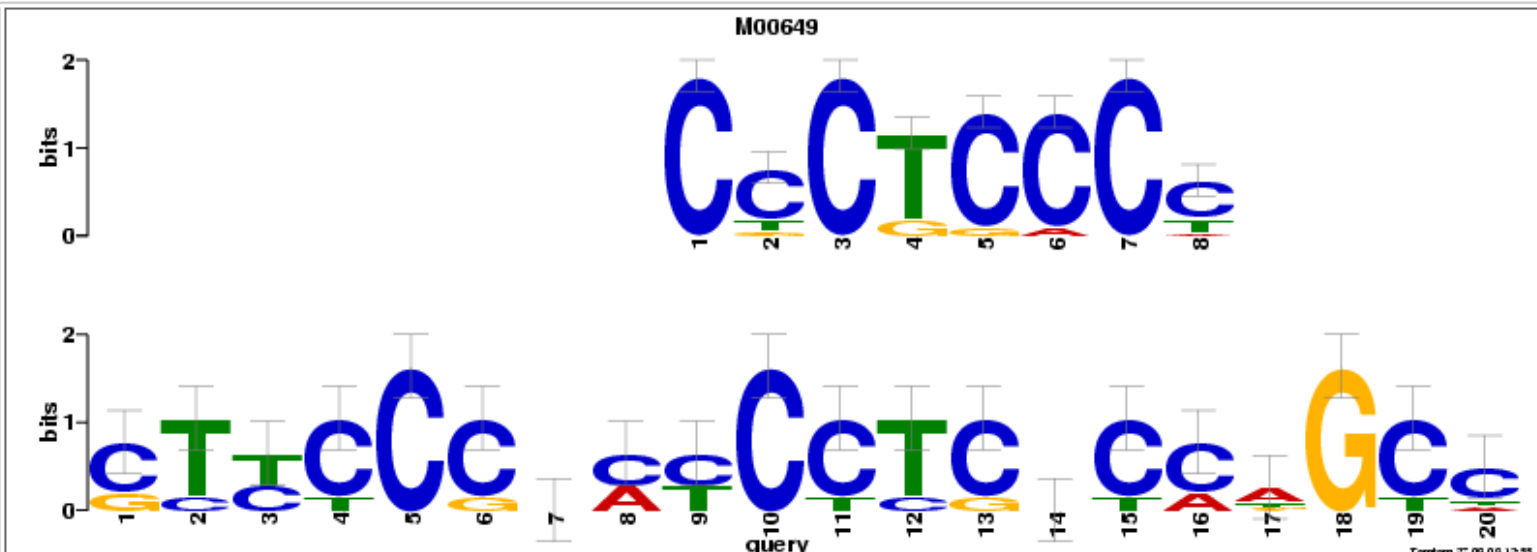 M00649
2
bits
1
0
C C C T C C C C
T G G A T
1 2 3 4 5 6 7 8
2
bits
1
0
C T T C C C C C C C T C C C A G C C
G C C T G A T T C G T A T T
1 2 3 4 5 6 7 8 9 10 11 12 13 14 15 16 17 18 19 20
query